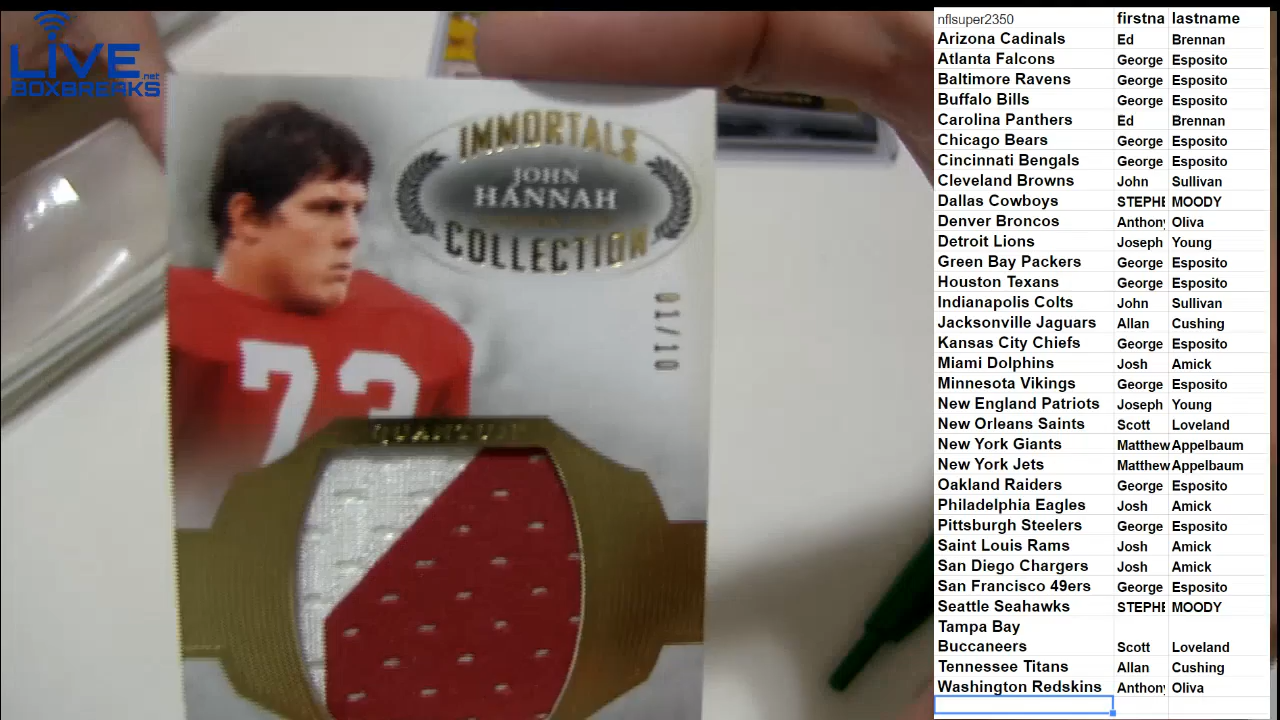 LIVE.net
BOXBREAKS
IMMORTALS
JOHN
HANNAH
COLLECTION
01/10
73
QUANTUM
nflsuper2350 firstna lastname
Arizona Cadinals Ed Brennan
Atlanta Falcons George Esposito
Baltimore Ravens George Esposito
Buffalo Bills George Esposito
Carolina Panthers Ed Brennan
Chicago Bears George Esposito
Cincinnati Bengals George Esposito
Cleveland Browns John Sullivan
Dallas Cowboys STEPHE MOODY
Denver Broncos Anthony Oliva
Detroit Lions Joseph Young
Green Bay Packers George Esposito
Houston Texans George Esposito
Indianapolis Colts John Sullivan
Jacksonville Jaguars Allan Cushing
Kansas City Chiefs George Esposito
Miami Dolphins Josh Amick
Minnesota Vikings George Esposito
New England Patriots Joseph Young
New Orleans Saints Scott Loveland
New York Giants Matthew Appelbaum
New York Jets Matthew Appelbaum
Oakland Raiders George Esposito
Philadelphia Eagles Josh Amick
Pittsburgh Steelers George Esposito
Saint Louis Rams Josh Amick
San Diego Chargers Josh Amick
San Francisco 49ers George Esposito
Seattle Seahawks STEPHE MOODY
Tampa Bay
Buccaneers Scott Loveland
Tennessee Titans Allan Cushing
Washington Redskins Anthony Oliva